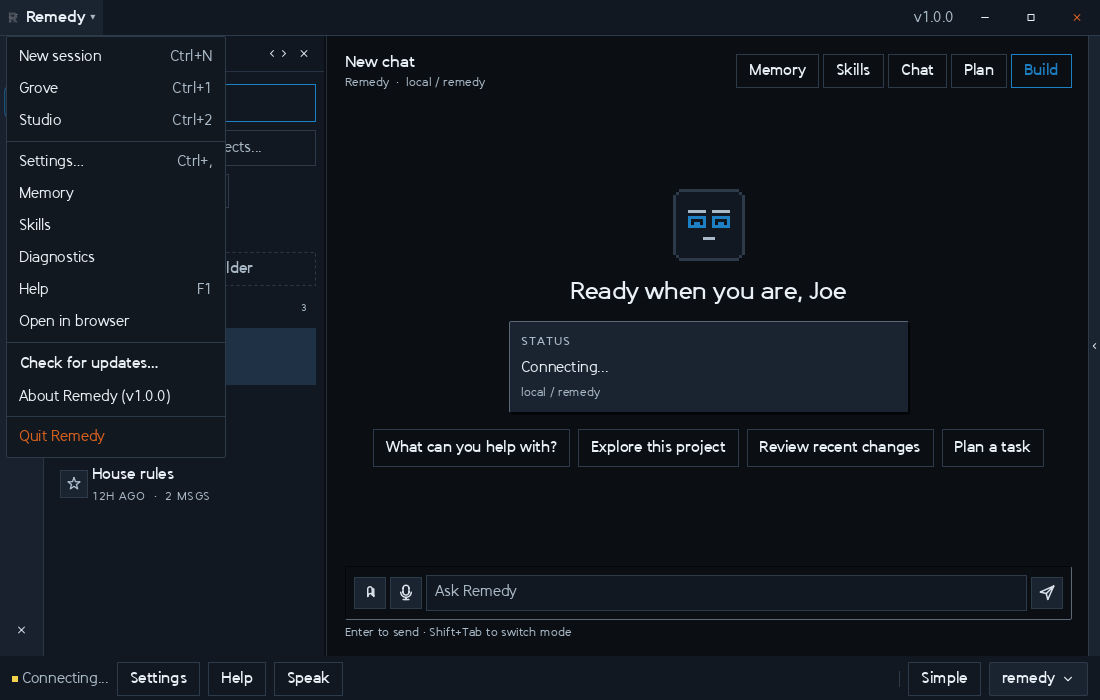 Remedy
v1.0.0
New session Ctrl+N
Grove Ctrl+1
Studio Ctrl+2
Settings... Ctrl+,
Memory
Skills
Diagnostics
Help F1
Open in browser
Check for updates...
About Remedy (v1.0.0)
Quit Remedy
3
House rules
12H AGO · 2 MSGS
New chat
Remedy · local / remedy
Memory
Skills
Chat
Plan
Build
Ready when you are, Joe
STATUS
Connecting...
local / remedy
What can you help with?
Explore this project
Review recent changes
Plan a task
Ask Remedy
Enter to send · Shift+Tab to switch mode
Connecting...
Settings
Help
Speak
Simple
remedy